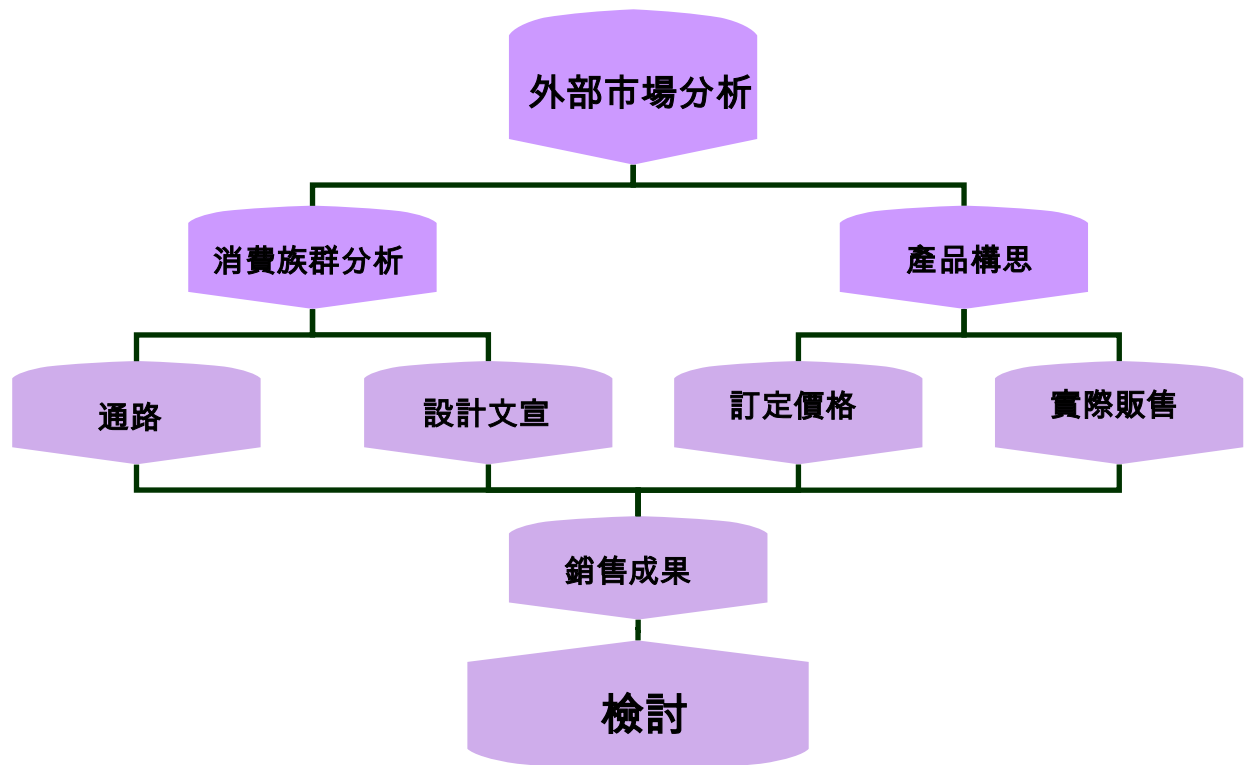 外部市場分析
消費族群分析
產品構思
通路
設計文宣
訂定價格
實際販售
銷售成果
檢討